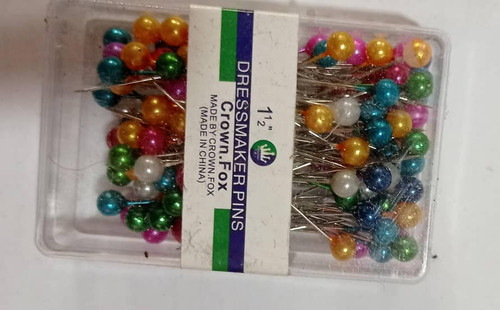 1½"
DRESSMAKER PINS
Crown.Fox
MADE BY CROWN.FOX
(MADE IN CHINA)